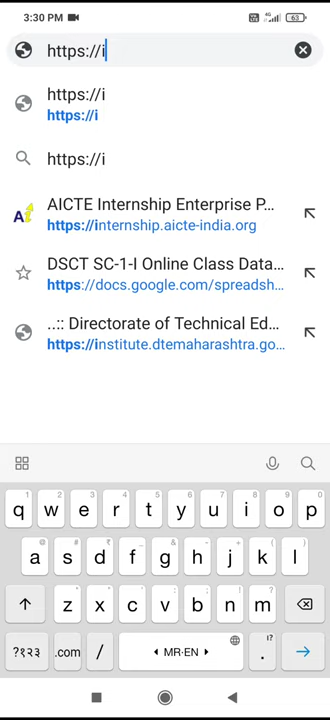 3:30 PM
4G
63
https://i
https://i
https://i
https://i
AICTE Internship Enterprise P...
https://internship.aicte-india.org
DSCT SC-1-I Online Class Data...
https://docs.google.com/spreadsh...
..:: Directorate of Technical Ed...
https://institute.dtemaharashtra.go...
1 2 3 4 5 6 7 8 9 0
q w e r t y u i o p
@ # ₹ _ & - + ( )
a s d f g h j k l
z x c v b n m
?१२३ .com / MR·EN . !?